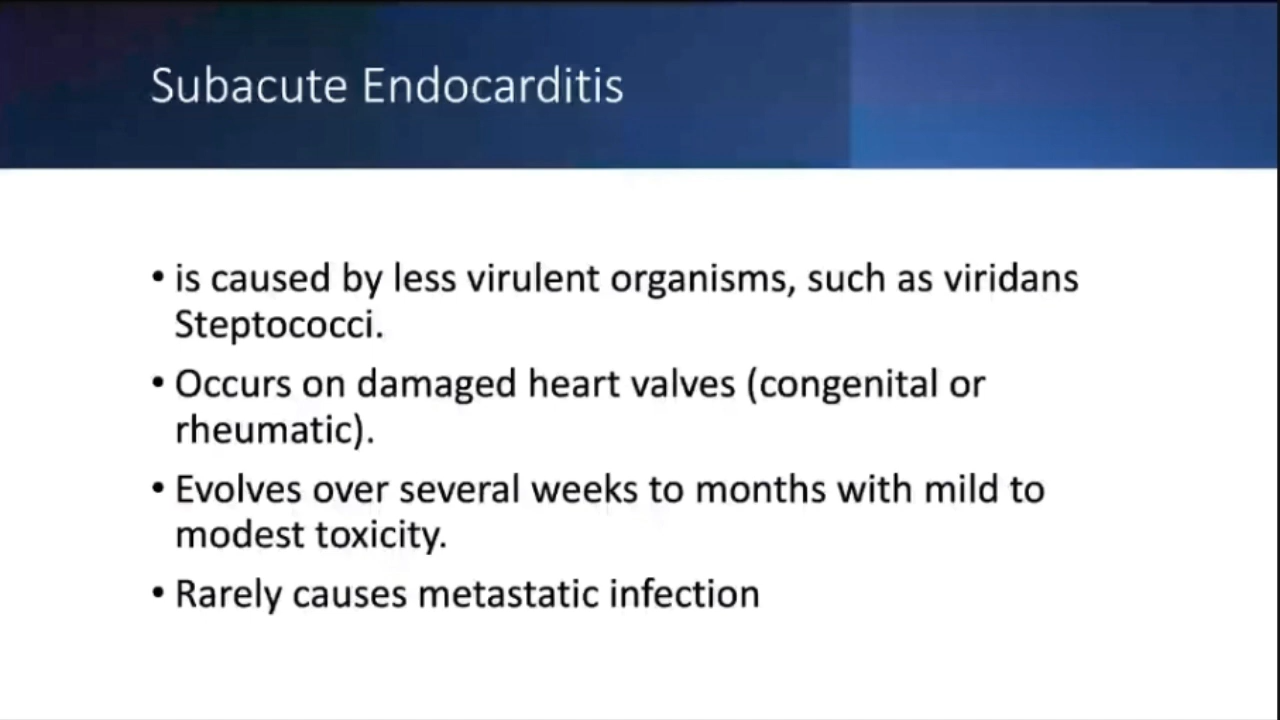 Subacute Endocarditis
• is caused by less virulent organisms, such as viridans
Steptococci.
• Occurs on damaged heart valves (congenital or
rheumatic).
• Evolves over several weeks to months with mild to
modest toxicity.
• Rarely causes metastatic infection